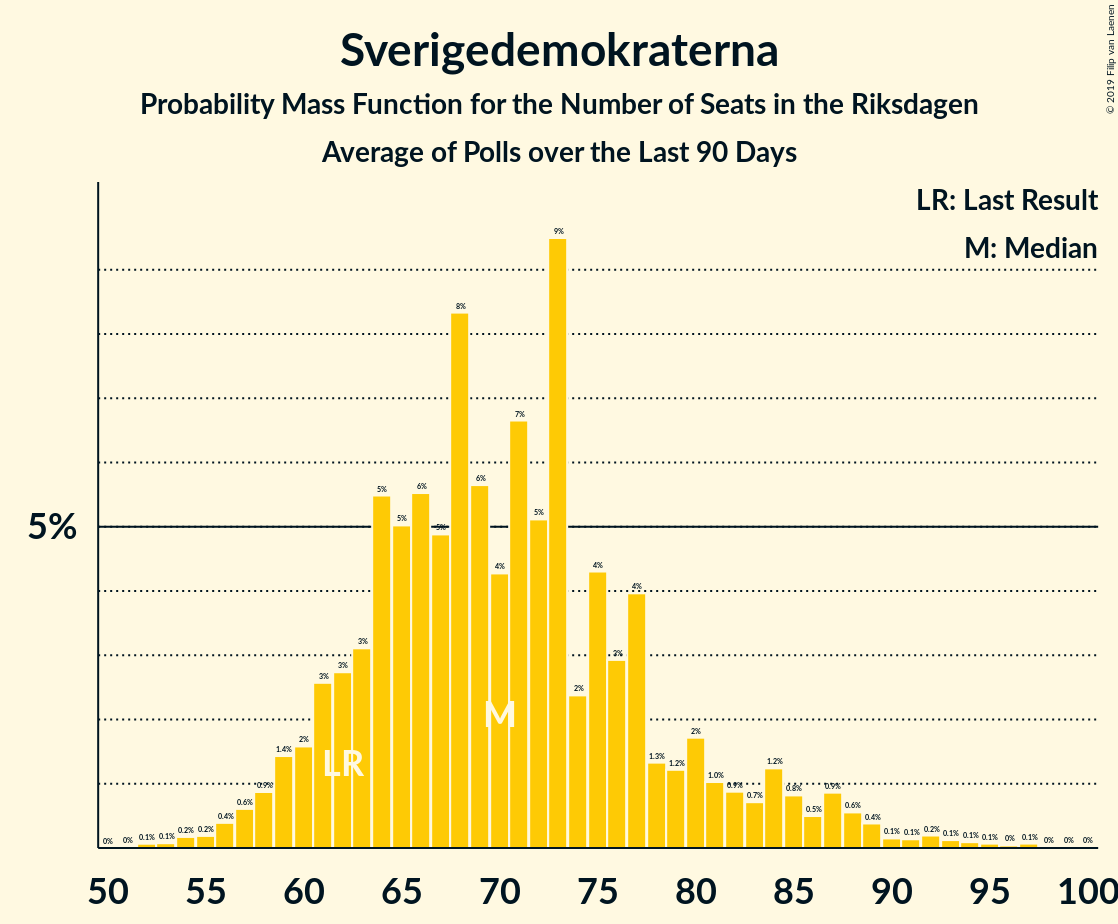 Sverigedemokraterna
Probability Mass Function for the Number of Seats in the Riksdagen
Average of Polls over the Last 90 Days
© 2019 Filip van Laenen
LR: Last Result
M: Median
5%
0% 0% 0.1% 0.1% 0.2% 0.2% 0.4% 0.6% 0.9% 1.4% 2% 3% 3% 3% 5% 5% 6% 5% 8% 6% 4% 7% 5% 9% 2% 4% 3% 4% 1.3% 1.2% 2% 1.0% 0.9% 0.7% 1.2% 0.8% 0.5% 0.9% 0.6% 0.4% 0.1% 0.1% 0.2% 0.1% 0.1% 0.1% 0% 0.1% 0% 0% 0%
LR
M
50 55 60 65 70 75 80 85 90 95 100